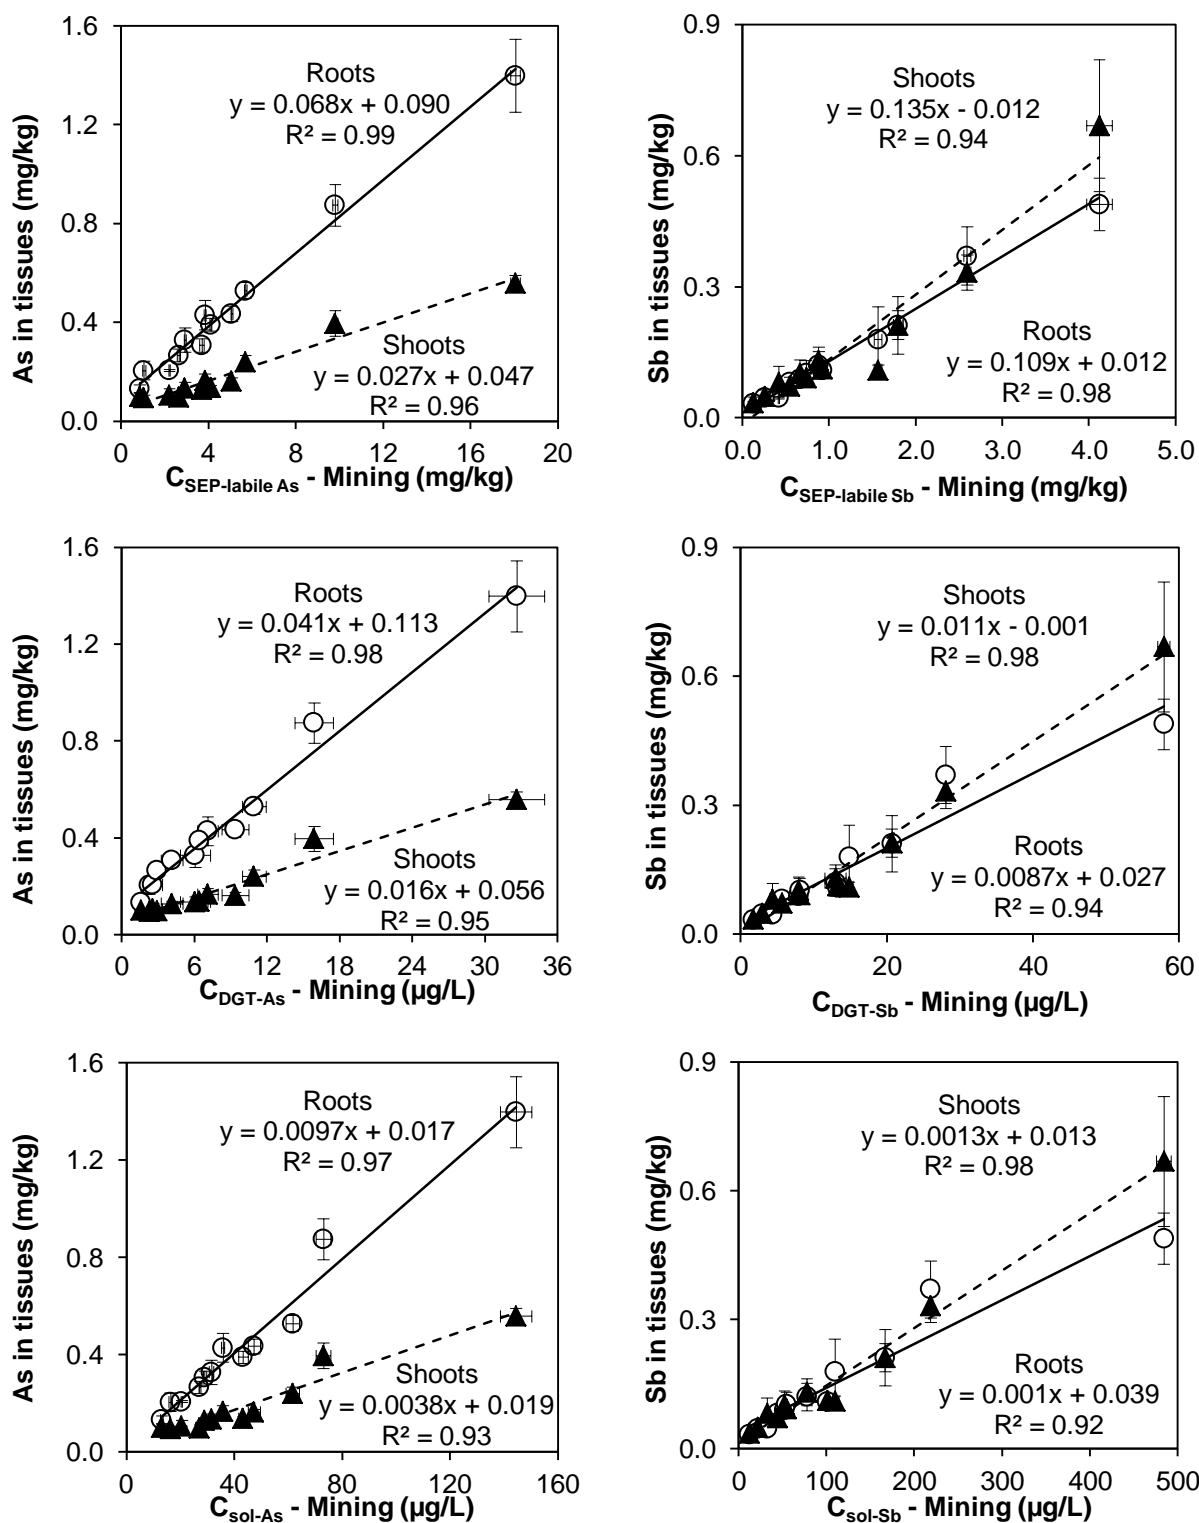 As in tissues (mg/kg)
1.6
1.2
0.8
0.4
0.0
Roots
y = 0.068x + 0.090
R² = 0.99
Shoots
y = 0.027x + 0.047
R² = 0.96
0 4 8 12 16 20
CSEP-labile As - Mining (mg/kg)
Sb in tissues (mg/kg)
0.9
0.6
0.3
0.0
Shoots
y = 0.135x - 0.012
R² = 0.94
Roots
y = 0.109x + 0.012
R² = 0.98
0.0 1.0 2.0 3.0 4.0 5.0
CSEP-labile Sb - Mining (mg/kg)
As in tissues (mg/kg)
1.6
1.2
0.8
0.4
0.0
Roots
y = 0.041x + 0.113
R² = 0.98
Shoots
y = 0.016x + 0.056
R² = 0.95
0 6 12 18 24 30 36
CDGT-As - Mining (µg/L)
Sb in tissues (mg/kg)
0.9
0.6
0.3
0.0
Shoots
y = 0.011x - 0.001
R² = 0.98
Roots
y = 0.0087x + 0.027
R² = 0.94
0 20 40 60
CDGT-Sb - Mining (µg/L)
As in tissues (mg/kg)
1.6
1.2
0.8
0.4
0.0
Roots
y = 0.0097x + 0.017
R² = 0.97
Shoots
y = 0.0038x + 0.019
R² = 0.93
0 40 80 120 160
Csol-As - Mining (µg/L)
Sb in tissues (mg/kg)
0.9
0.6
0.3
0.0
Shoots
y = 0.0013x + 0.013
R² = 0.98
Roots
y = 0.001x + 0.039
R² = 0.92
0 100 200 300 400 500
Csol-Sb - Mining (µg/L)